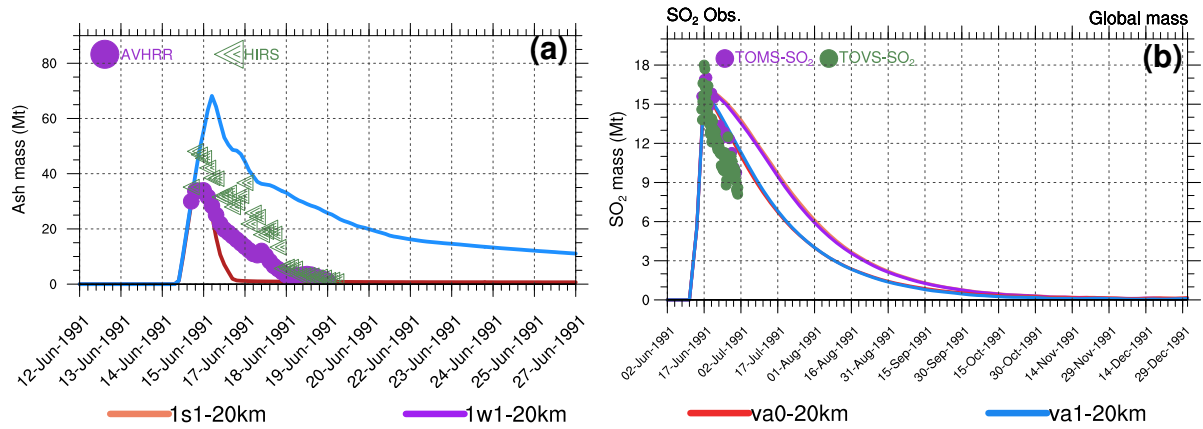 SO₂ Obs.
Global mass
AVHRR
HIRS
(a)
80
60
40
20
0
Ash mass (Mt)
12-Jun-1991
13-Jun-1991
14-Jun-1991
15-Jun-1991
17-Jun-1991
18-Jun-1991
19-Jun-1991
20-Jun-1991
22-Jun-1991
23-Jun-1991
24-Jun-1991
25-Jun-1991
27-Jun-1991
TOMS-SO₂
TOVS-SO₂
(b)
18
15
12
9
6
3
0
SO₂ mass (Mt)
02-Jun-1991
17-Jun-1991
02-Jul-1991
17-Jul-1991
01-Aug-1991
16-Aug-1991
31-Aug-1991
15-Sep-1991
30-Sep-1991
15-Oct-1991
30-Oct-1991
14-Nov-1991
29-Nov-1991
14-Dec-1991
29-Dec-1991
1s1-20km
1w1-20km
va0-20km
va1-20km